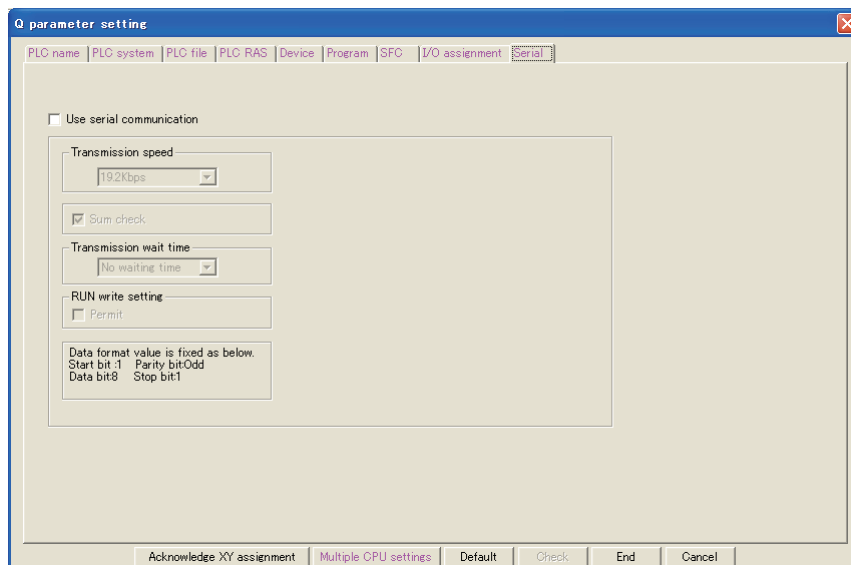 Q parameter setting
PLC name PLC system PLC file PLC RAS Device Program SFC I/O assignment Serial
Use serial communication
Transmission speed
19.2Kbps
Sum check
Transmission wait time
No waiting time
RUN write setting
Permit
Data format value is fixed as below.
Start bit :1 Parity bit:Odd
Data bit:8 Stop bit:1
Acknowledge XY assignment Multiple CPU settings Default Check End Cancel